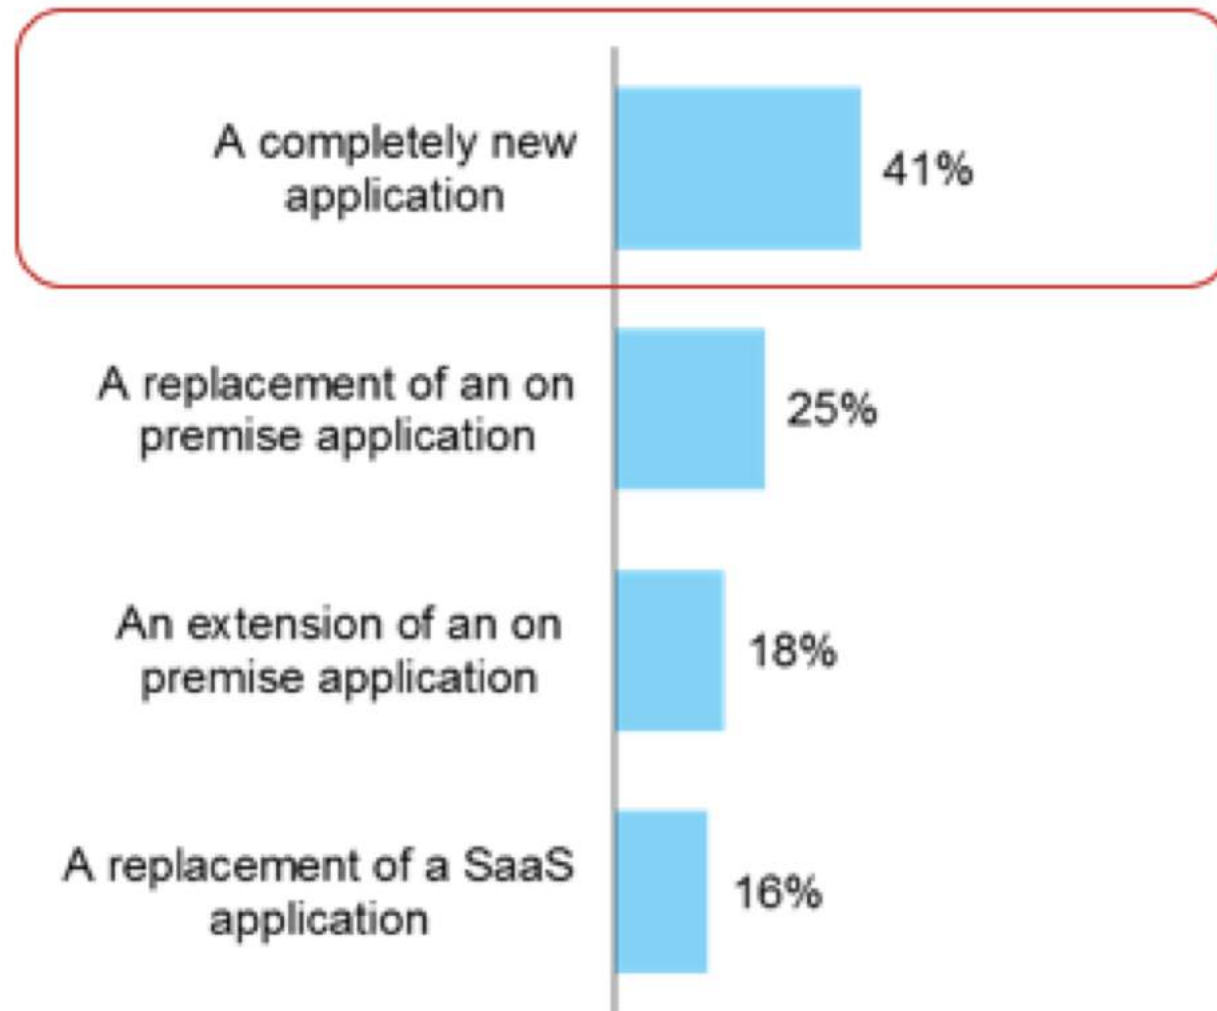 A completely new
application
41%
A replacement of an on
premise application
25%
An extension of an on
premise application
18%
A replacement of a SaaS
application
16%